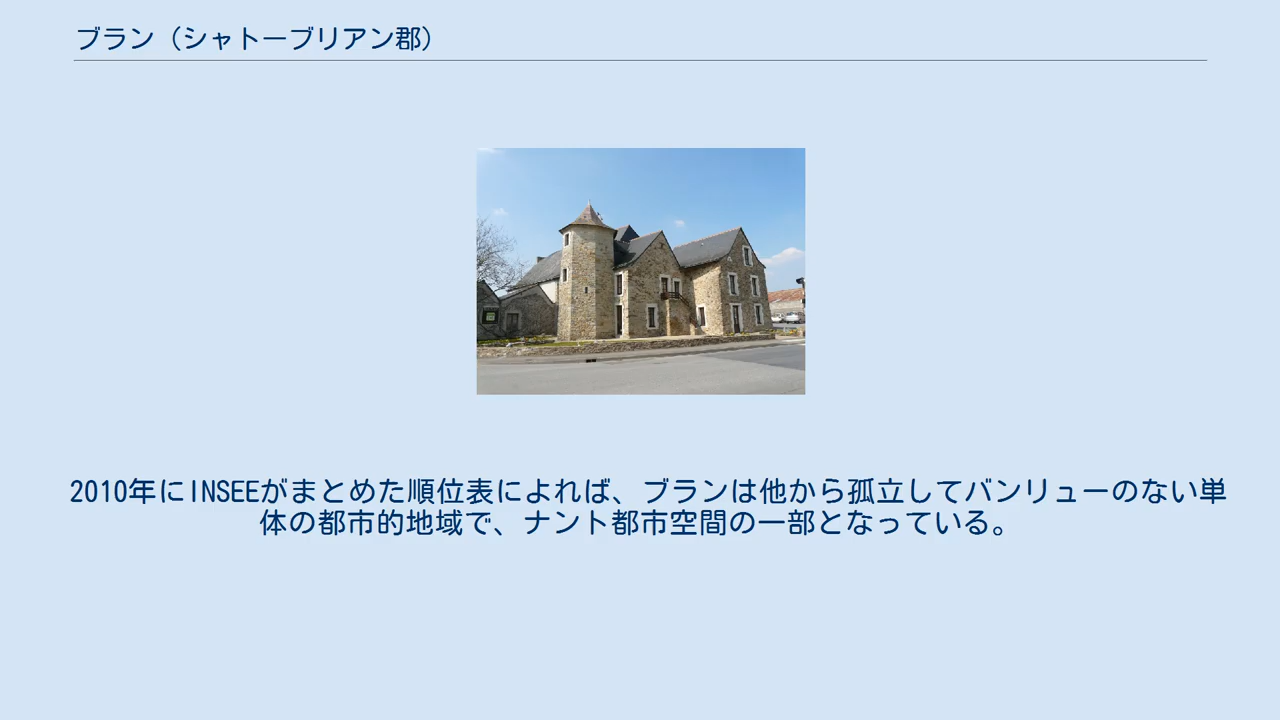 ブラン（シャトーブリアン郡）
2010年にINSEEがまとめた順位表によれば、ブランは他から孤立してバンリューのない単
体の都市的地域で、ナント都市空間の一部となっている。